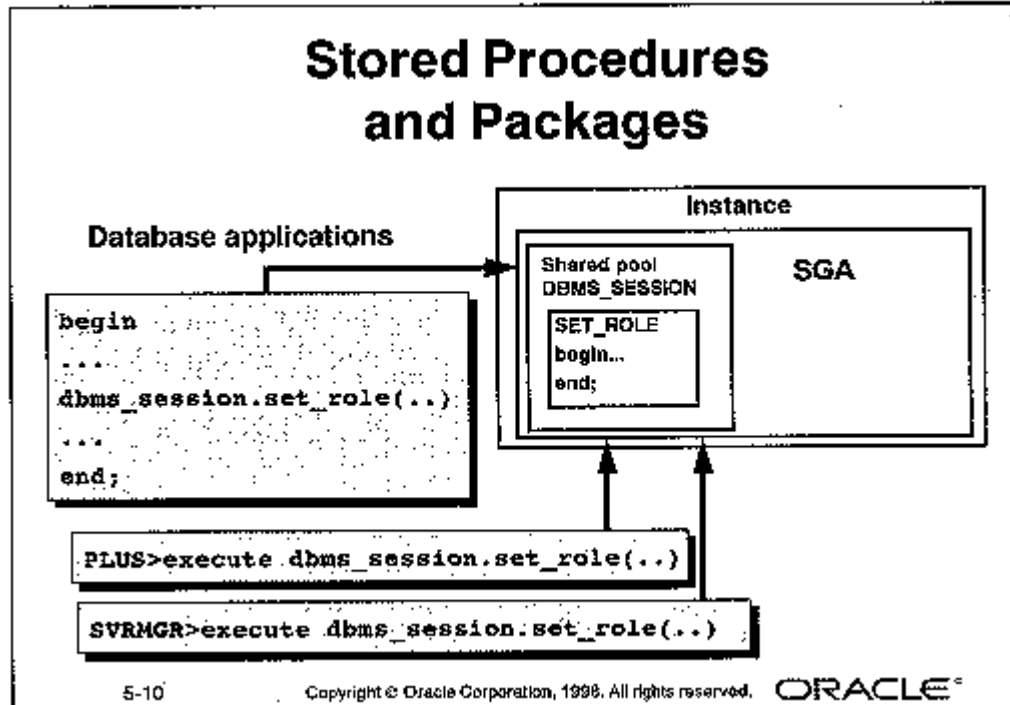 Stored Procedures
and Packages
Database applications
begin
...
dbms_session.set_role(..)
...
end;
Instance
SGA
Shared pool
DBMS_SESSION
SET_ROLE
begin...
end;
PLUS>execute dbms_session.set_role(..)
SVRMGR>execute dbms_session.set_role(..)
5-10
Copyright © Oracle Corporation, 1998. All rights reserved.
ORACLE